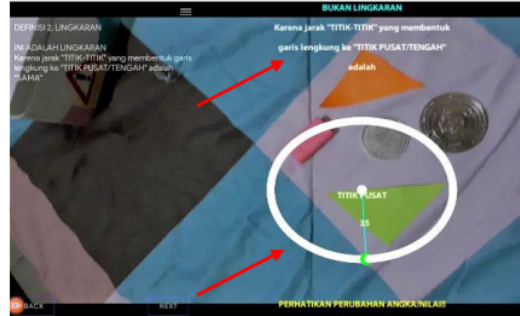 BUKAN LINGKARAN
DEFINISI 2. LINGKARAN
INI ADALAH LINGKARAN
Karena jarak "TITIK-TITIK" yang membentuk garis
lengkung ke "TITIK PUSAT/TENGAH" adalah
"SAMA"
Karena jarak "TITIK-TITIK" yang membentuk
garis lengkung ke "TITIK PUSAT/TENGAH"
adalah
TITIK PUSAT
35
BACK
NEXT
PERHATIKAN PERUBAHAN ANGKA/NILAI!!